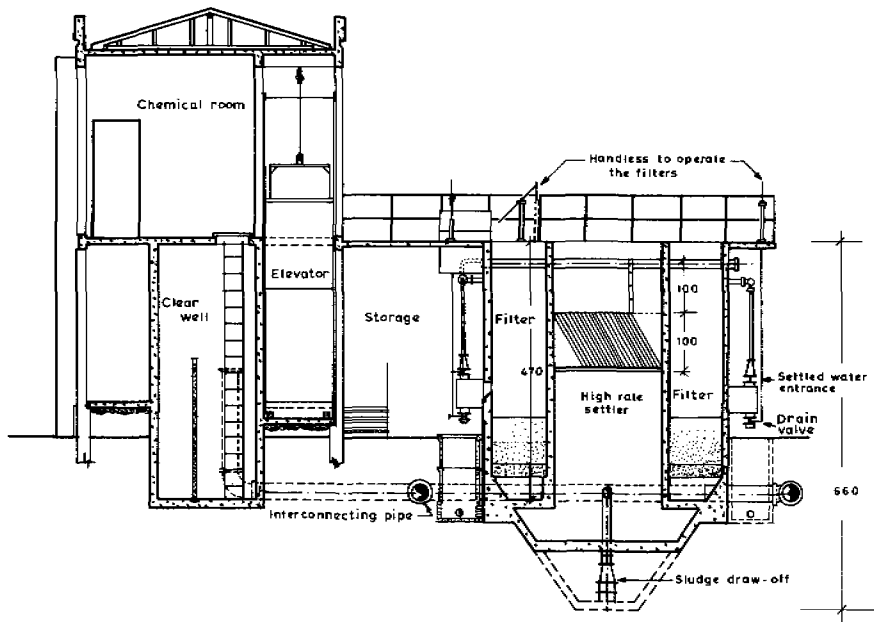 Chemical room
Handless to operate
the filters
Elevator
Clear
well
Storage
Filter
100
100
470
High rate
settler
Filter
Settled water
entrance
Drain
valve
660
Interconnecting pipe
Sludge draw-off